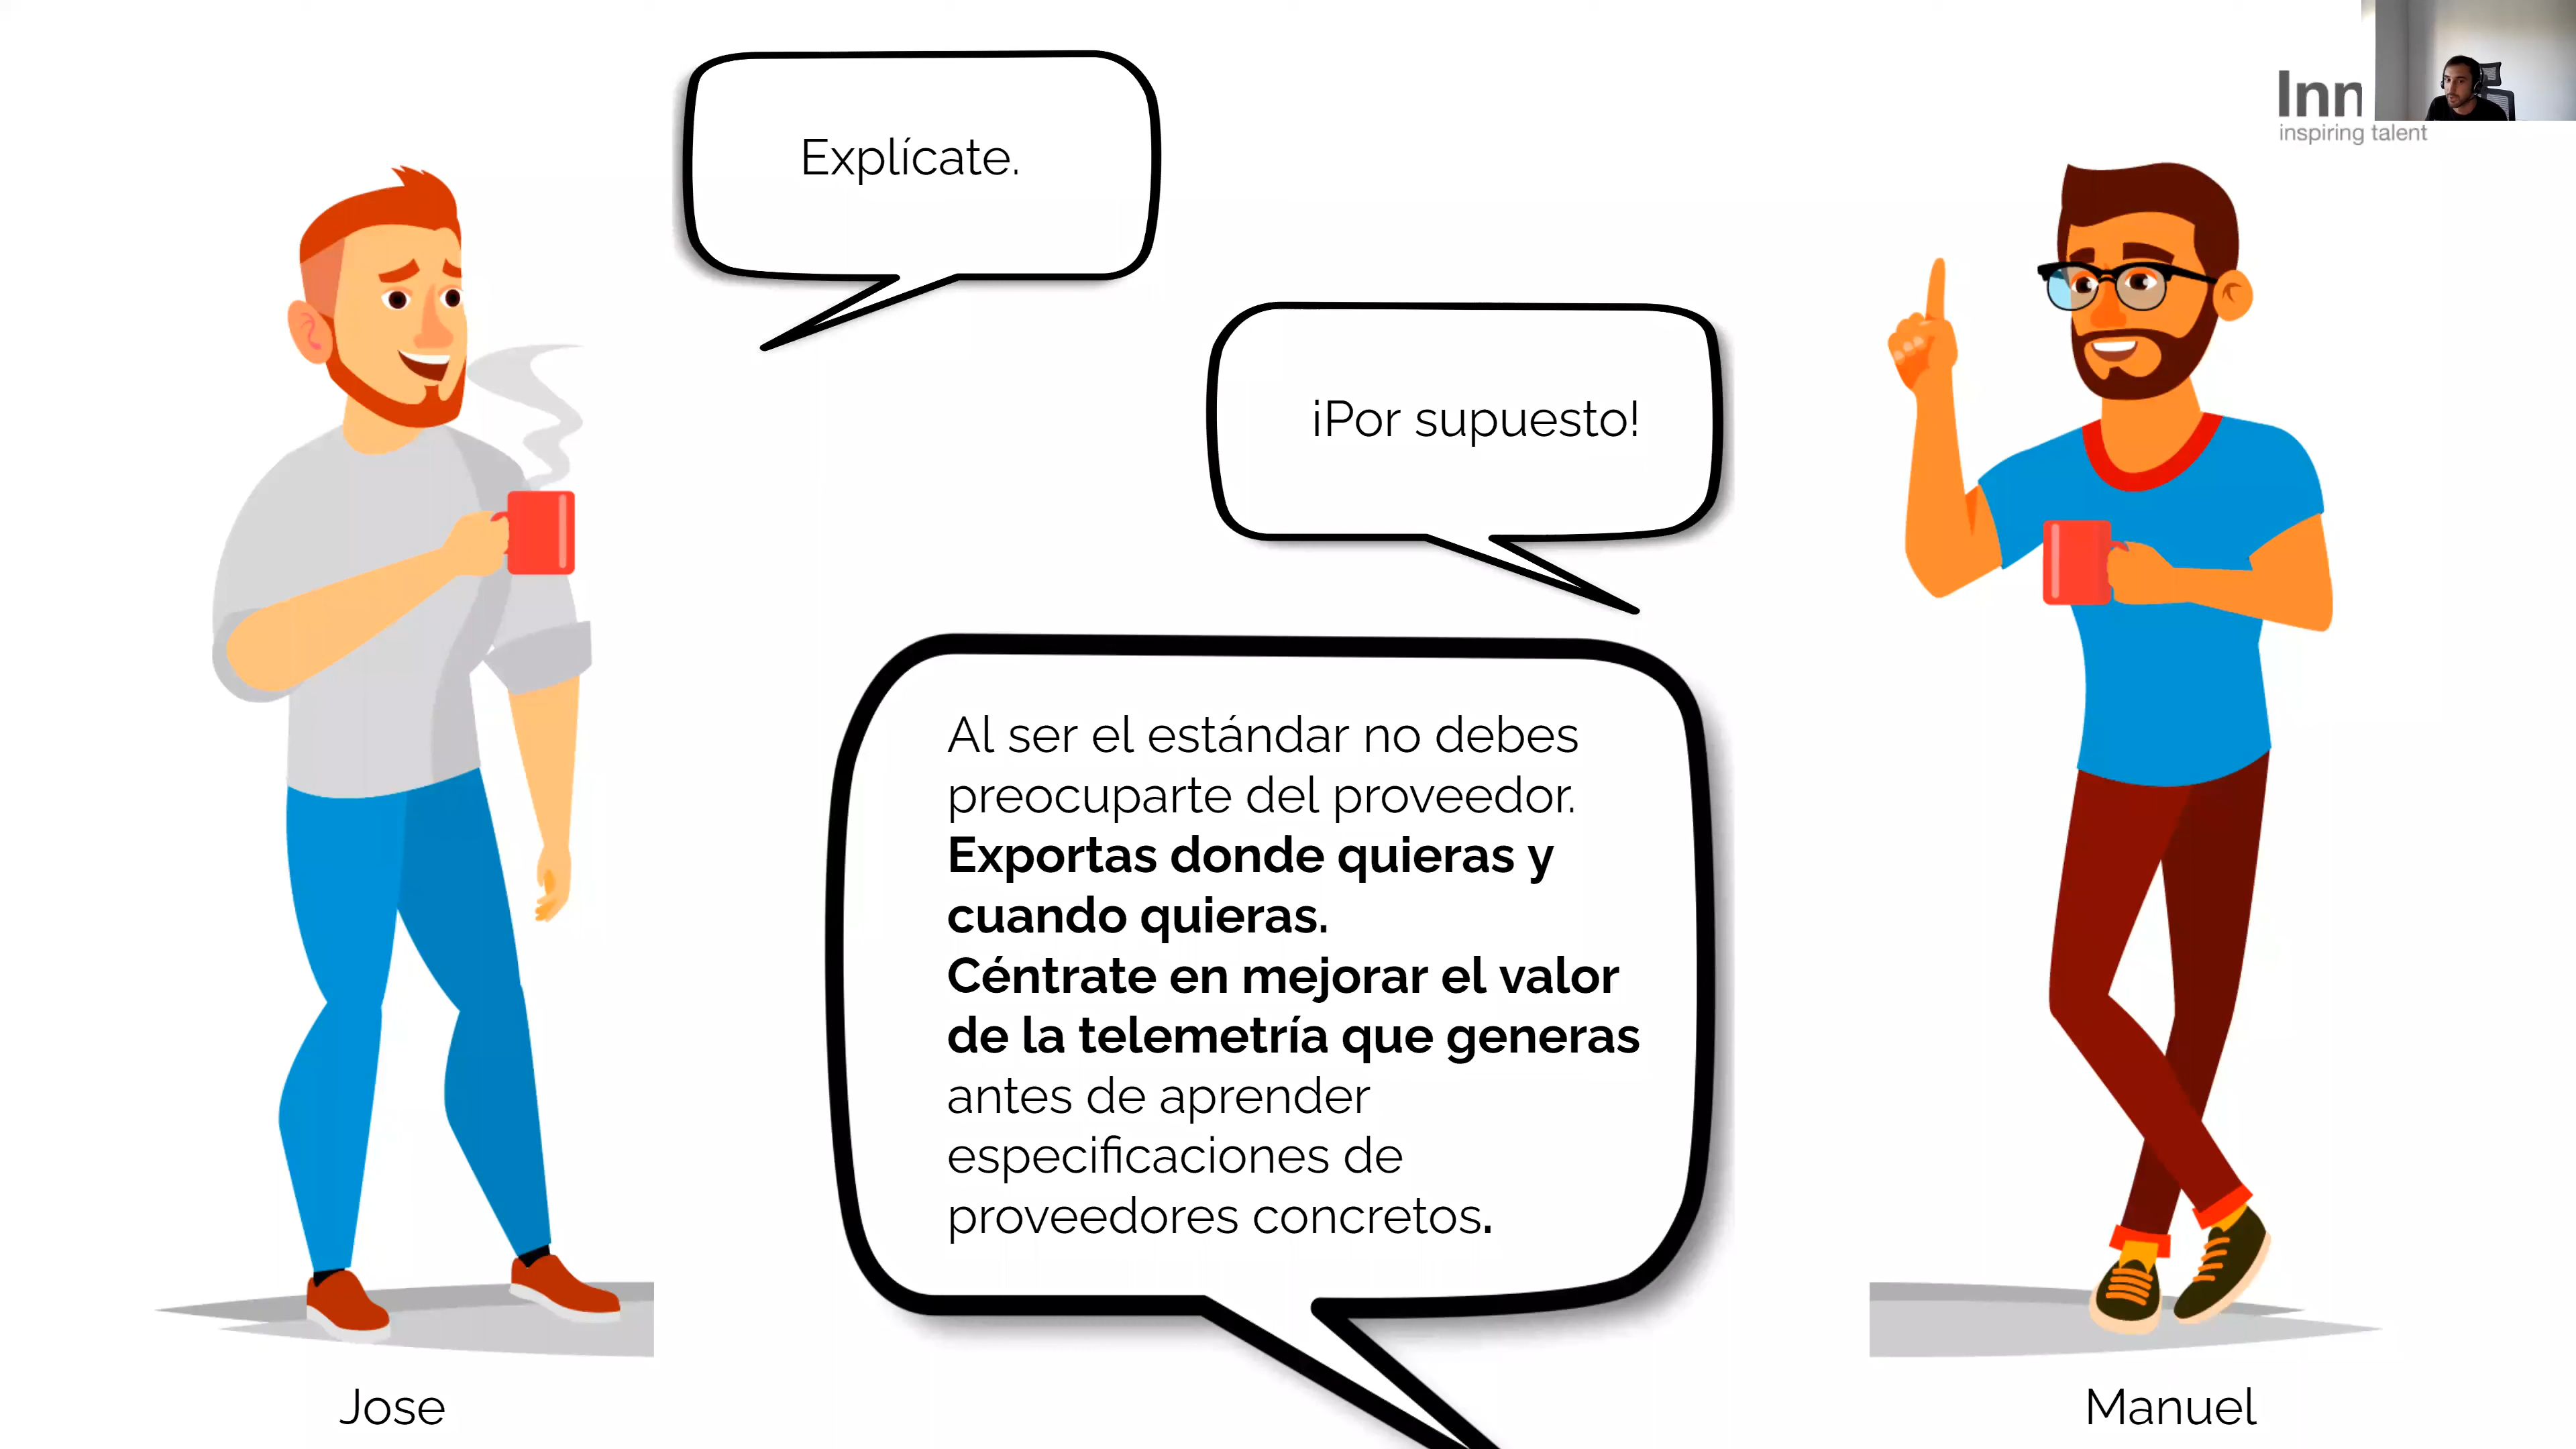 Inn
inspiring talent
Explícate.
¡Por supuesto!
Al ser el estándar no debes
preocuparte del proveedor.
Exportas donde quieras y
cuando quieras.
Céntrate en mejorar el valor
de la telemetría que generas
antes de aprender
especificaciones de
proveedores concretos.
Jose
Manuel